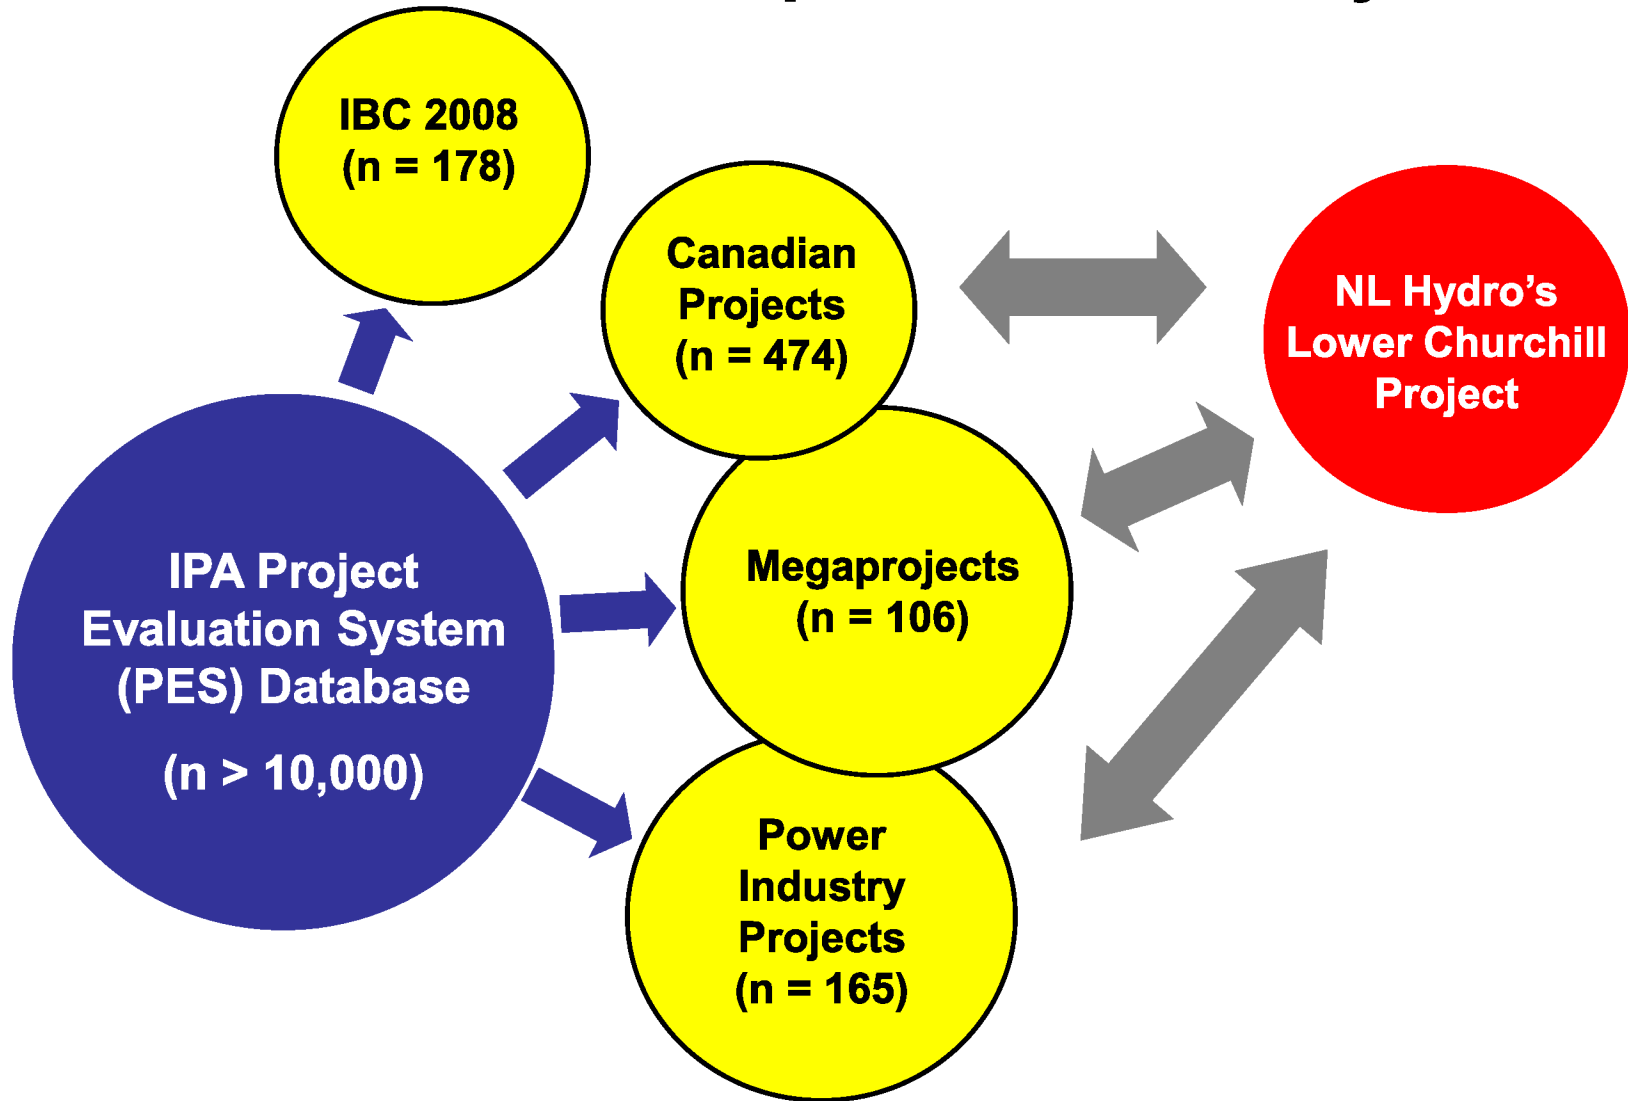 IBC 2008
(n = 178)
Canadian
Projects
(n = 474)
NL Hydro’s
Lower Churchill
Project
Megaprojects
(n = 106)
IPA Project
Evaluation System
(PES) Database
(n > 10,000)
Power
Industry
Projects
(n = 165)